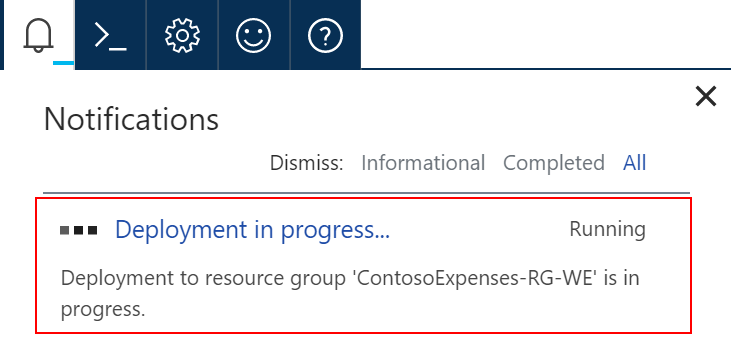 Notifications
Dismiss: Informational Completed All
Deployment in progress... Running
Deployment to resource group 'ContosoExpenses-RG-WE' is in
progress.